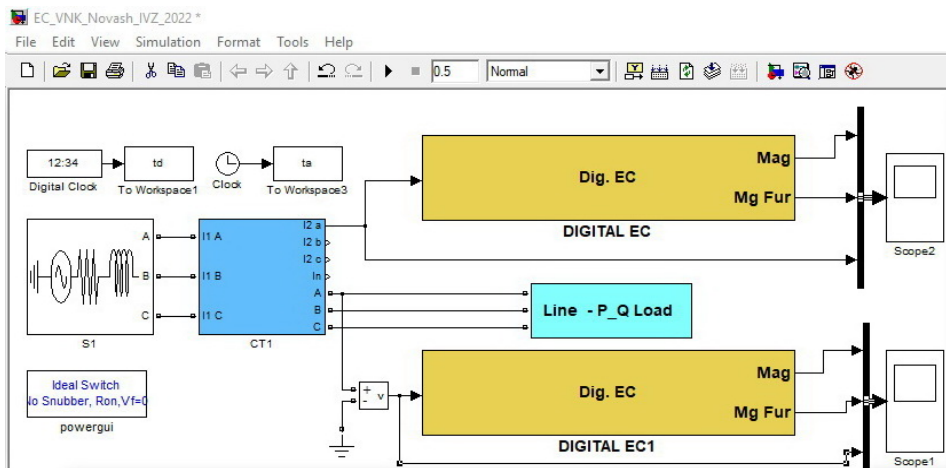 EC_VNK_Novash_IVZ_2022 *
File Edit View Simulation Format Tools Help
0.5 Normal
12:34 td ta
Digital Clock To Workspace1 Clock To Workspace3
Dig. EC Mag
Mg Fur
DIGITAL EC
Scope2
A I1 A I2 a
I2 b
I2 c
B I1 B In
A
B
C I1 C C
S1 CT1
Line - P_Q Load
Ideal Switch
No Snubber, Ron,Vf=0
powergui
+
- v
Dig. EC Mag
Mg Fur
DIGITAL EC1
Scope1